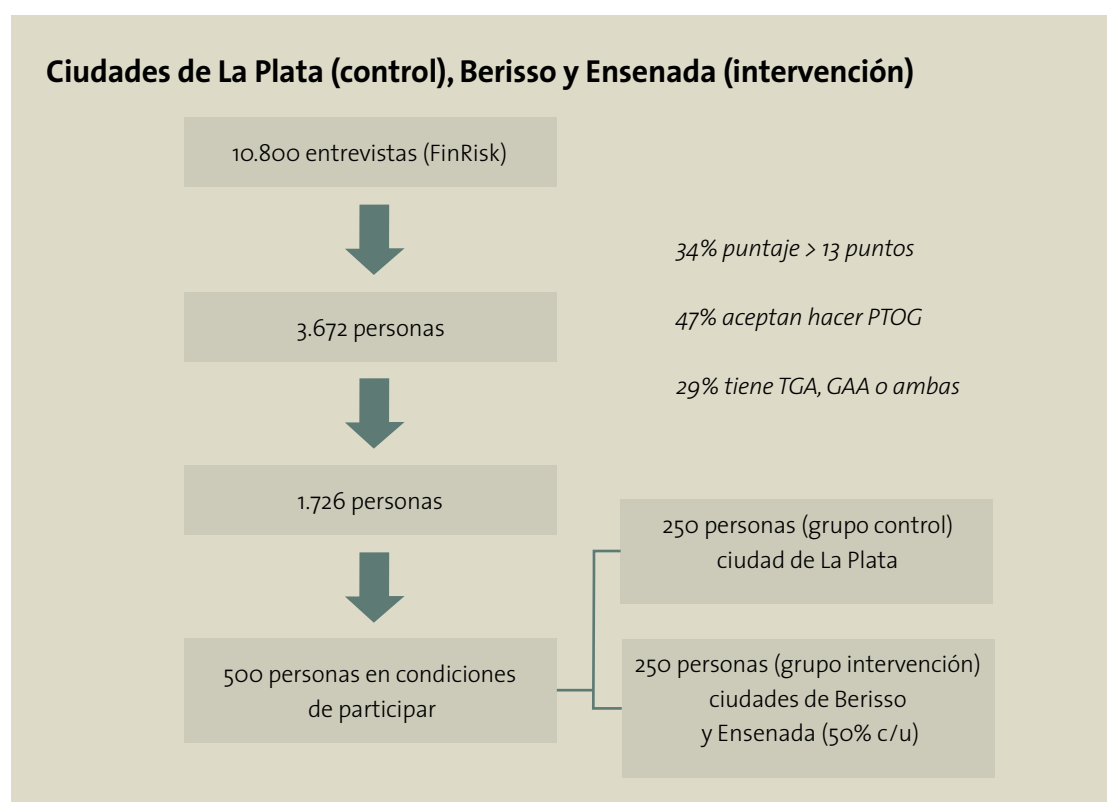 Ciudades de La Plata (control), Berisso y Ensenada (intervención)
10.800 entrevistas (FinRisk)
34% puntaje > 13 puntos
3.672 personas
47% aceptan hacer PTOG
29% tiene TGA, GAA o ambas
1.726 personas
250 personas (grupo control)
ciudad de La Plata
500 personas en condiciones
de participar
250 personas (grupo intervención)
ciudades de Berisso
y Ensenada (50% c/u)